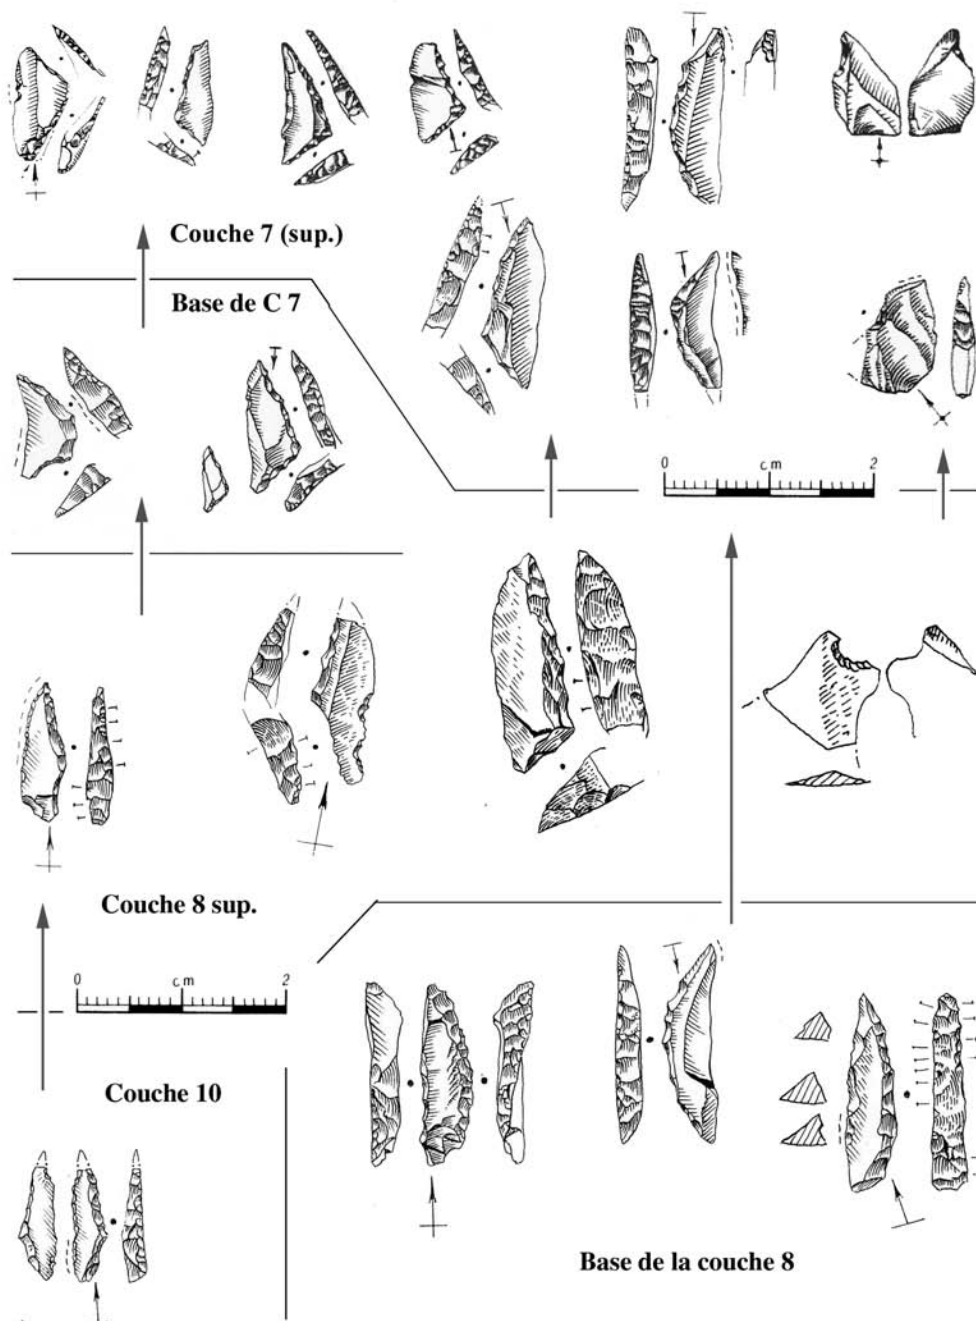 Couche 7 (sup.)
Base de C 7
0 cm 2
Couche 8 sup.
0 cm 2
Couche 10
Base de la couche 8